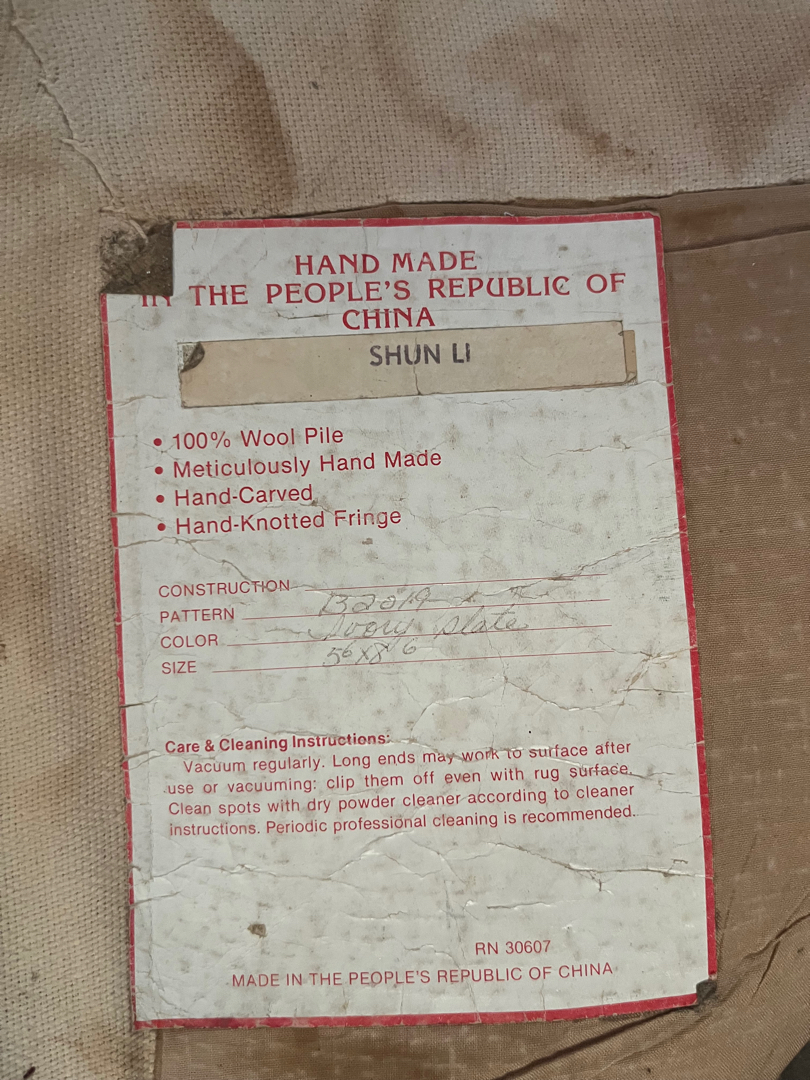 HAND MADE
IN THE PEOPLE'S REPUBLIC OF
CHINA
SHUN LI
• 100% Wool Pile
• Meticulously Hand Made
• Hand-Carved
• Hand-Knotted Fringe
CONSTRUCTION
PATTERN B2019
COLOR Ivory Slate
SIZE 5⁶x8'6
Care & Cleaning Instructions:
Vacuum regularly. Long ends may work to surface after
use or vacuuming: clip them off even with rug surface.
Clean spots with dry powder cleaner according to cleaner
instructions. Periodic professional cleaning is recommended.
RN 30607
MADE IN THE PEOPLE'S REPUBLIC OF CHINA